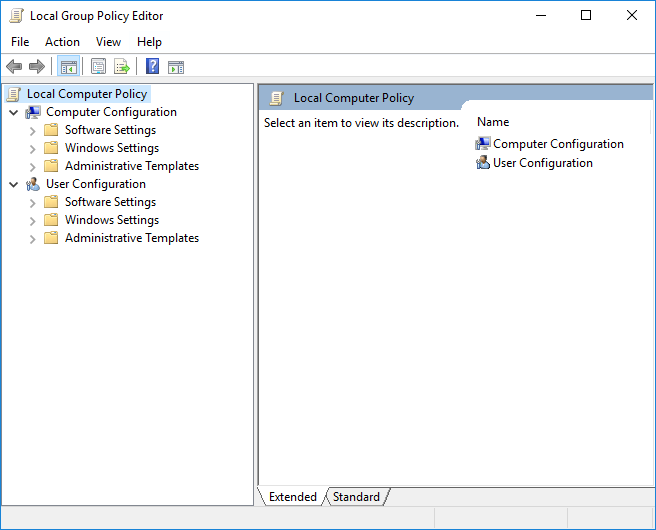 Local Group Policy Editor
File Action View Help
Local Computer Policy
Computer Configuration
Software Settings
Windows Settings
Administrative Templates
User Configuration
Software Settings
Windows Settings
Administrative Templates
Local Computer Policy
Select an item to view its description.
Name
Computer Configuration
User Configuration
Extended Standard